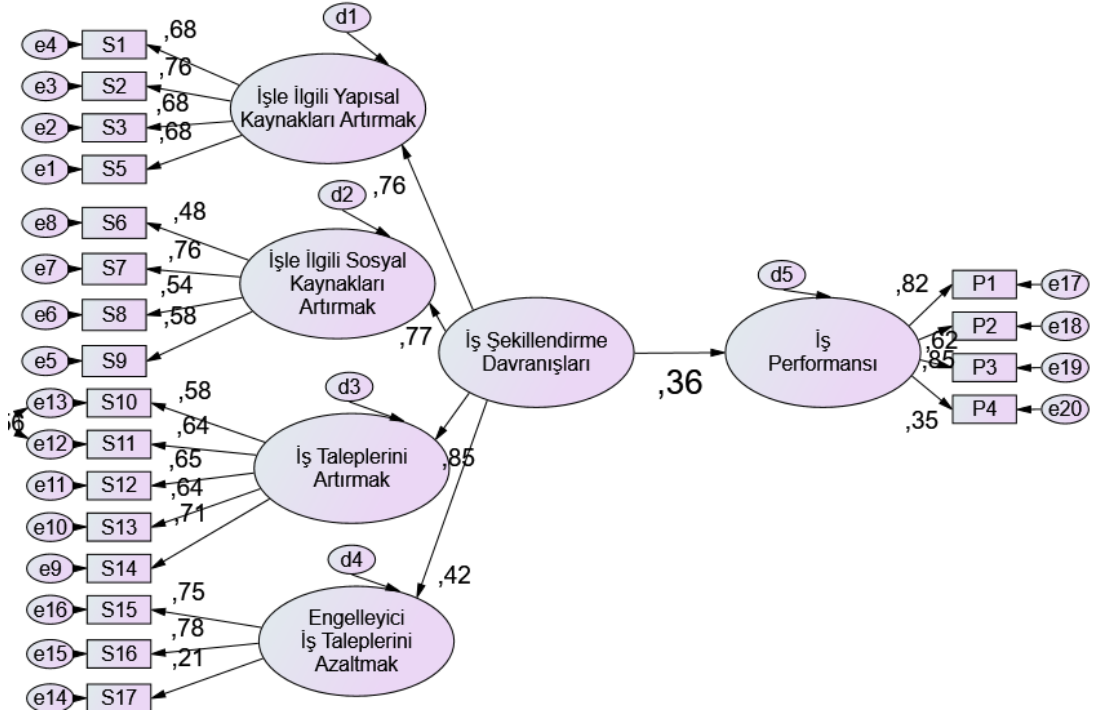 d1
e4 S1 ,68
e3 S2 ,76
e2 S3 ,68
e1 S5 ,68
İşle İlgili Yapısal
Kaynakları Artırmak
,76
d2
e8 S6 ,48
e7 S7 ,76
e6 S8 ,54
e5 S9 ,58
İşle İlgili Sosyal
Kaynakları
Artırmak
,77
İş Şekillendirme
Davranışları
,36
d5
İş
Performansı
,82 P1 e17
,62 P2 e18
,85 P3 e19
,35 P4 e20
d3
e13 S10 ,58
e12 S11 ,64
e11 S12 ,65
e10 S13 ,64
e9 S14 ,71
İş Taleplerini
Artırmak
,85
d4
,42
e16 S15 ,75
e15 S16 ,78
e14 S17 ,21
Engelleyici
İş Taleplerini
Azaltmak